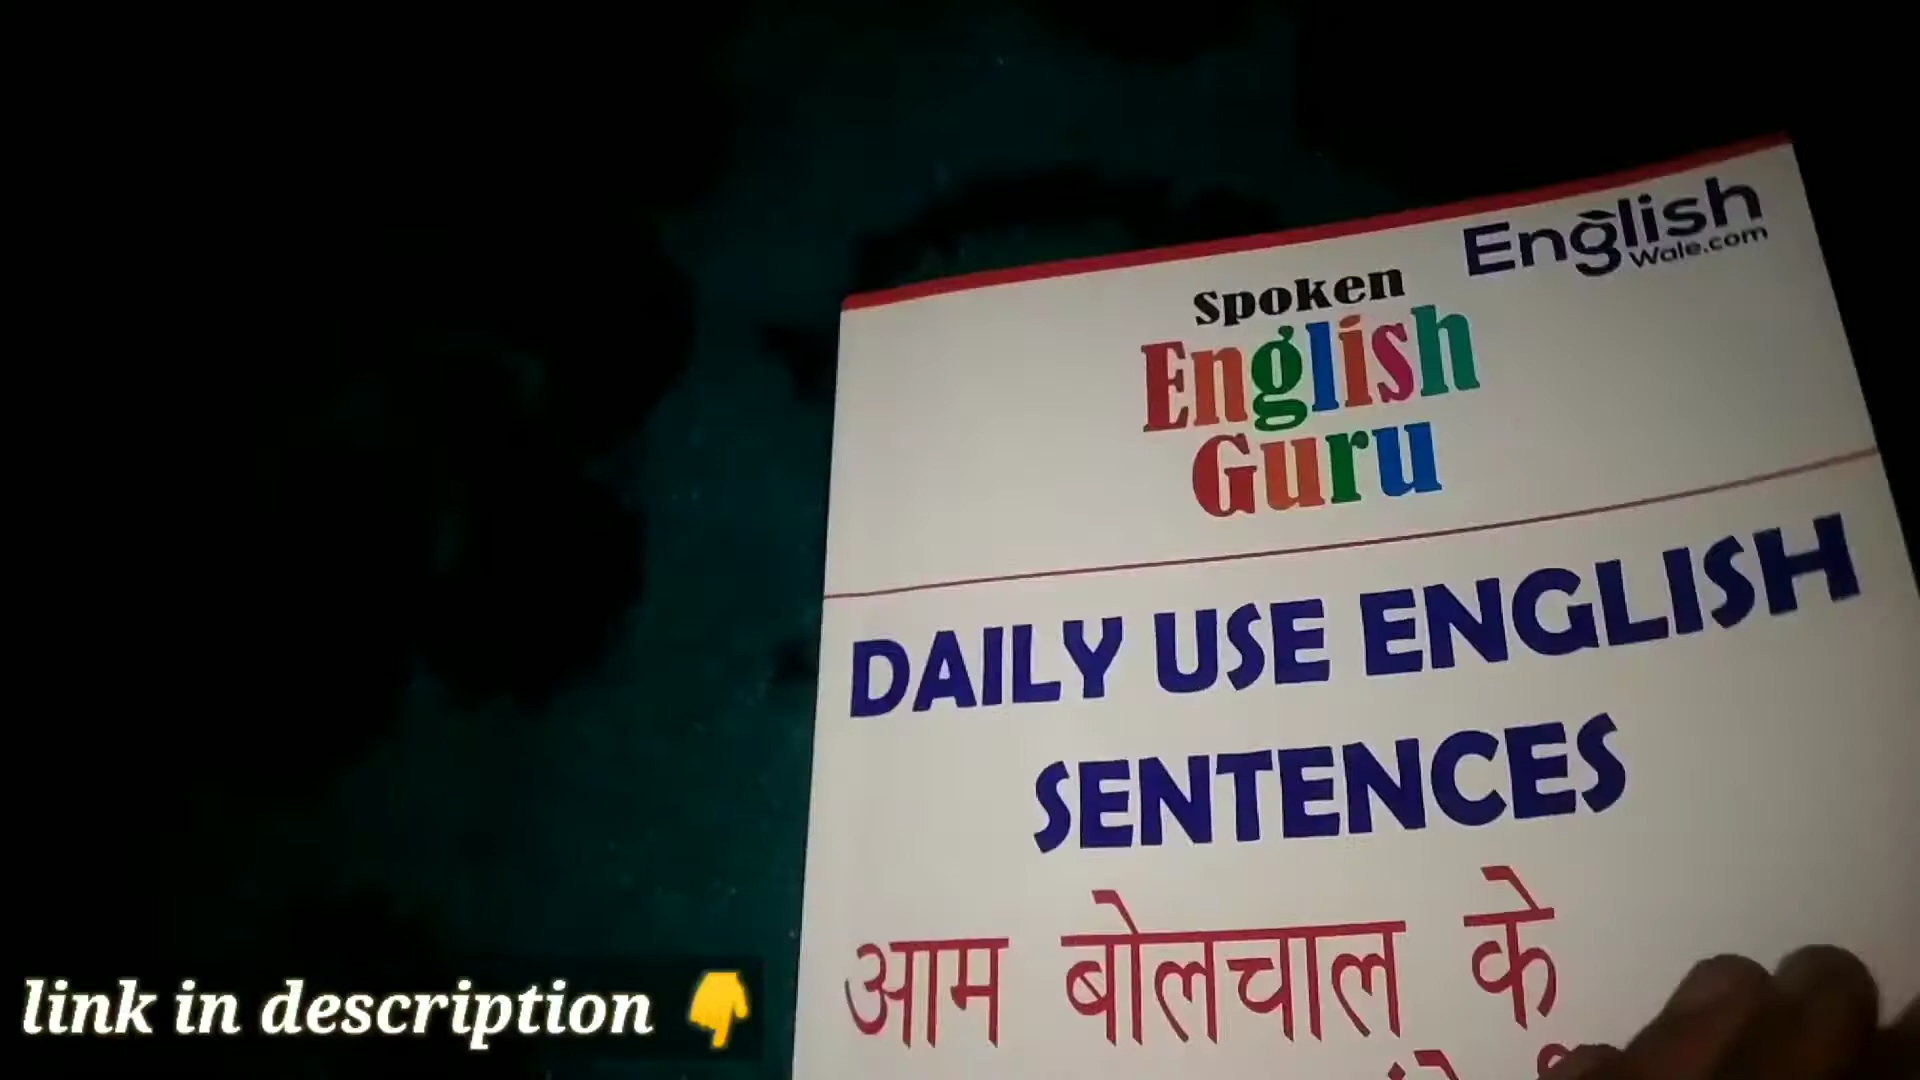 English
Wale.com
Spoken
English
Guru
DAILY USE ENGLISH
SENTENCES
आम बोलचाल के
link in description 👇